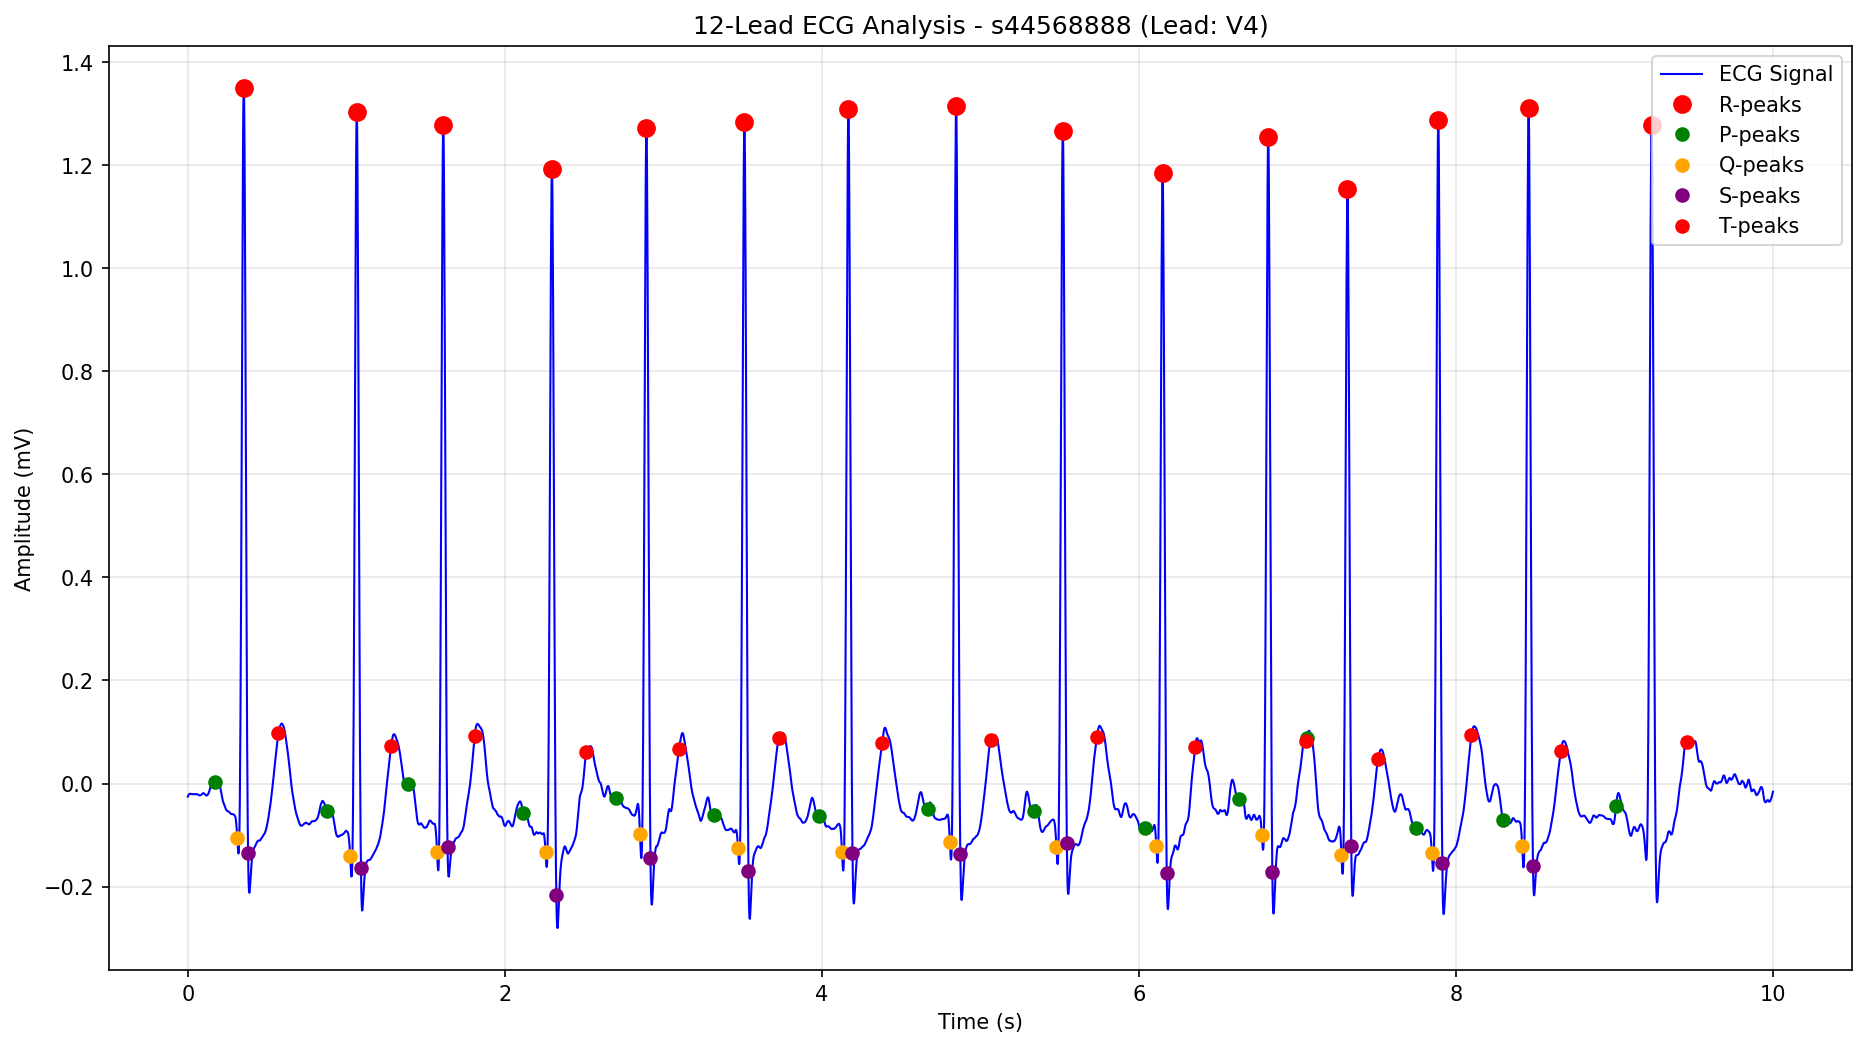 12-Lead ECG Analysis - s44568888 (Lead: V4)
1.4
1.2
1.0
0.8
0.6
0.4
0.2
0.0
−0.2
Amplitude (mV)
ECG Signal
R-peaks
P-peaks
Q-peaks
S-peaks
T-peaks
0 2 4 6 8 10
Time (s)